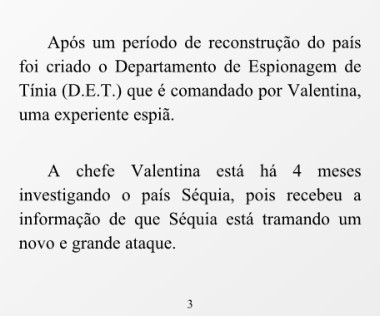 Após um período de reconstrução do país
foi criado o Departamento de Espionagem de
Tínia (D.E.T.) que é comandado por Valentina,
uma experiente espiã.
A chefe Valentina está há 4 meses
investigando o país Séquia, pois recebeu a
informação de que Séquia está tramando um
novo e grande ataque.
3